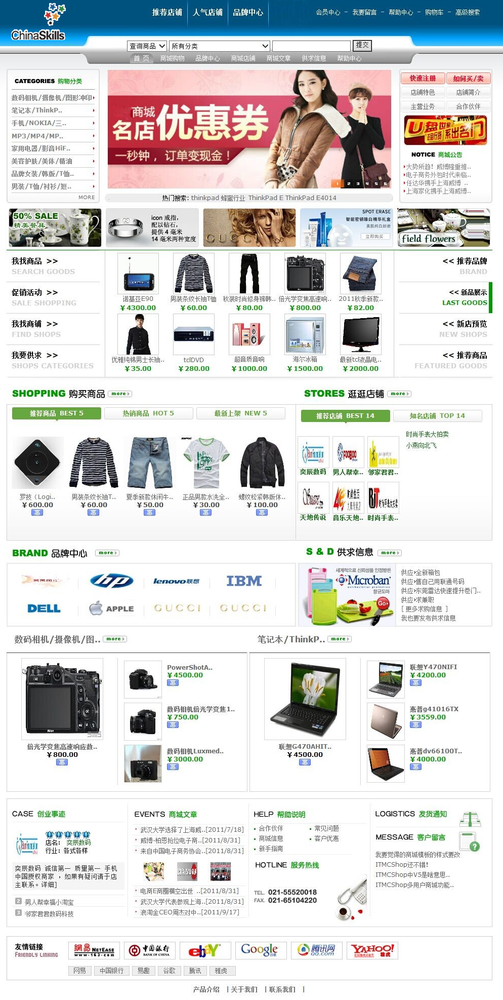 推荐店铺 人气店铺 品牌中心
会员中心 - 我要留言 - 帮助中心 - 购物车 - 高级搜索
ChinaSkills
查询商品 所有分类 提交
首 页 商城购物 品牌中心 商城店铺 商城文章 供求信息 帮助中心
CATEGORIES 购物分类
数码相机/摄像机/图形冲印
笔记本/ThinkP..
手机/NOKIA/三..
MP3/MP4/MP..
家用电器/影音HiF..
美容护肤/美体/精油
品牌女装/韩版/T恤..
男装/T恤/衬衫/短..
MORE
商城
名店优惠券
一秒钟，订单变现金！
1 2 3 4 5 6
热门搜索: thinkpad 蜂蜜行业 ThinkPad E ThinkPad E4014
快速注册 如何买/卖
店铺特色 店铺简介
主营业务 合作伙伴
U盘世家 正品行货 系出名门
NOTICE 商城公告
大势所趋! 威博隆重推..
电子商务外包时代来临..
任达华携手上海威博 ..
上海家化携手上海威博..
50% SALE
精美餐具
icon 戒指,
配以钻石,
提供 4 毫米
14 毫米两种宽度
GUCCI
SPOT ERASE
智能密钥臻白精华礼盒
美肌纯白如瓷
立即购买
field flowers
我找商品 >>
SEARCH GOODS
促销活动 >>
SALE SHOPPING
我找商铺 >>
FIND SHOPS
我要供求 >>
SHOPS CATEGORIES
诺基亚E90 男装条纹长袖T恤 秋装时尚修身裤韩.. 倍光学变焦高速响.. 2011秋季新款..
￥4300.00 ￥60.00 ￥80.00 ￥800.00 ￥82.00
优雅纯棉男士长袖.. tclDVD 超音质音响 海尔冰箱 最新tcl液晶电..
￥35.00 ￥280.00 ￥1000.00 ￥1500.00 ￥2000.00
<< 推荐品牌
BRAND
<< 新品展示
LAST GOODS
<< 新店预览
NEW SHOPS
<< 推荐商品
FEATURED GOODS
SHOPPING 购买商品 more
STORES 逛逛店铺 more
推荐商品 BEST 5 热销商品 HOT 5 最新上架 NEW 5
罗技（Logi.. 男装条纹长袖T.. 夏季新款休闲牛.. 正品男款水洗全.. 螺纹松紧韩版休..
￥600.00 ￥60.00 ￥50.00 ￥30.00 ￥100.00
惠 惠 惠 惠 惠
推荐店铺 BEST 14 知名店铺 TOP 14
时尚手表大拍卖
小燕向北飞
奕辰数码 男人帮幸.. 邻家君君..
天地传说 音乐天地.. 时尚手表..
BRAND 品牌中心 more
S & D 供求信息 more
hp lenovo联想 IBM
DELL APPLE GUCCI GUCCI
세계적으로 신뢰성을 인정받은
Microban
antibacterial protection
항균도마
Go
供应>全新箱包
供应>售自己用联通号码
供应>东莞雷达快速提升卷门..
供应>求兼职
[ 更多求购信息 ]
我也要发布供求信息
数码相机/摄像机/图.. more
笔记本/ThinkP.. more
倍光学变焦高速响应数..
￥800.00
惠
PowerShotA..
￥4500.00
惠
数码相机倍光学变焦1..
￥750.00
惠
数码相机Luxmed..
￥3000.00
惠
联想G470AHIT..
￥4500.00
惠
联想Y470NIFI
￥4200.00
惠
惠普g41016TX
￥3559.00
惠
惠普dv66100T..
￥4000.00
惠
CASE 创业事迹
店名: 奕辰数码
行业: 各式各样
奕辰数码 诚信第一 质量第一 手机
中国授权商家 ，如果有疑问请于店
主联系。详细]
2 男人帮幸福小淘宝
3 邻家君君数码科技
EVENTS 商城文章
武汉大学选择了上海威..[2011/7/18]
威博-柏恩抢位电子商..[2011/8/31]
来自中国电子商务协会..[2011/8/31]
电商E商圈横空出世 ..[2011/8/31]
武汉大学代表参观上海..[2011/8/31]
浪淘金CEO周杰对中..[2011/9/17]
HELP 帮助说明
合作伙伴 常见问题
商城信息 客户优惠
新手指南
HOTLINE 服务热线
TEL. 021-55520018
FAX. 021-65104220
LOGISTICS 发货通知
MESSAGE 客户留言
我要觉得的商城模板的样式要改
ITMCShop还不错!
ITMCShop中V5是啥意思..
ITMCShop多用户商城功能..
友情链接
FRIENDLY LINKING
網易 NETEASE www.163.com
中国银行 BANK OF CHINA
ebaY
Google 谷歌
腾讯网 QQ.com
YAHOO! 雅虎
网易 中国银行 易趣 谷歌 腾讯 雅虎
产品介绍 | 关于我们 | 联系我们 |